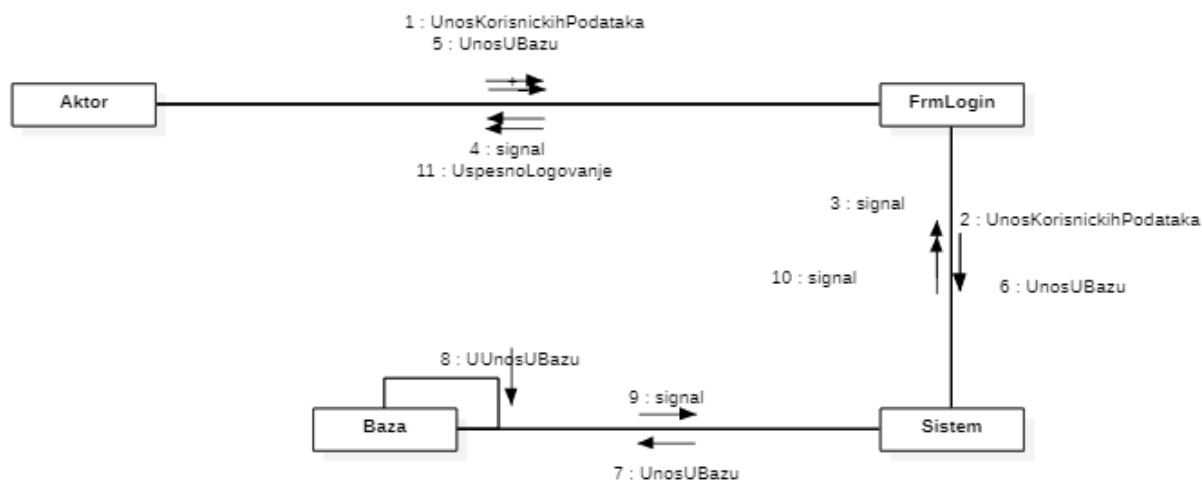 1 : UnosKorisnickihPodataka
5 : UnosUBazu
Aktor
FrmLogin
4 : signal
11 : UspesnoLogovanje
3 : signal
2 : UnosKorisnickihPodataka
10 : signal
6 : UnosUBazu
8 : UUnosUBazu
9 : signal
Baza
Sistem
7 : UnosUBazu